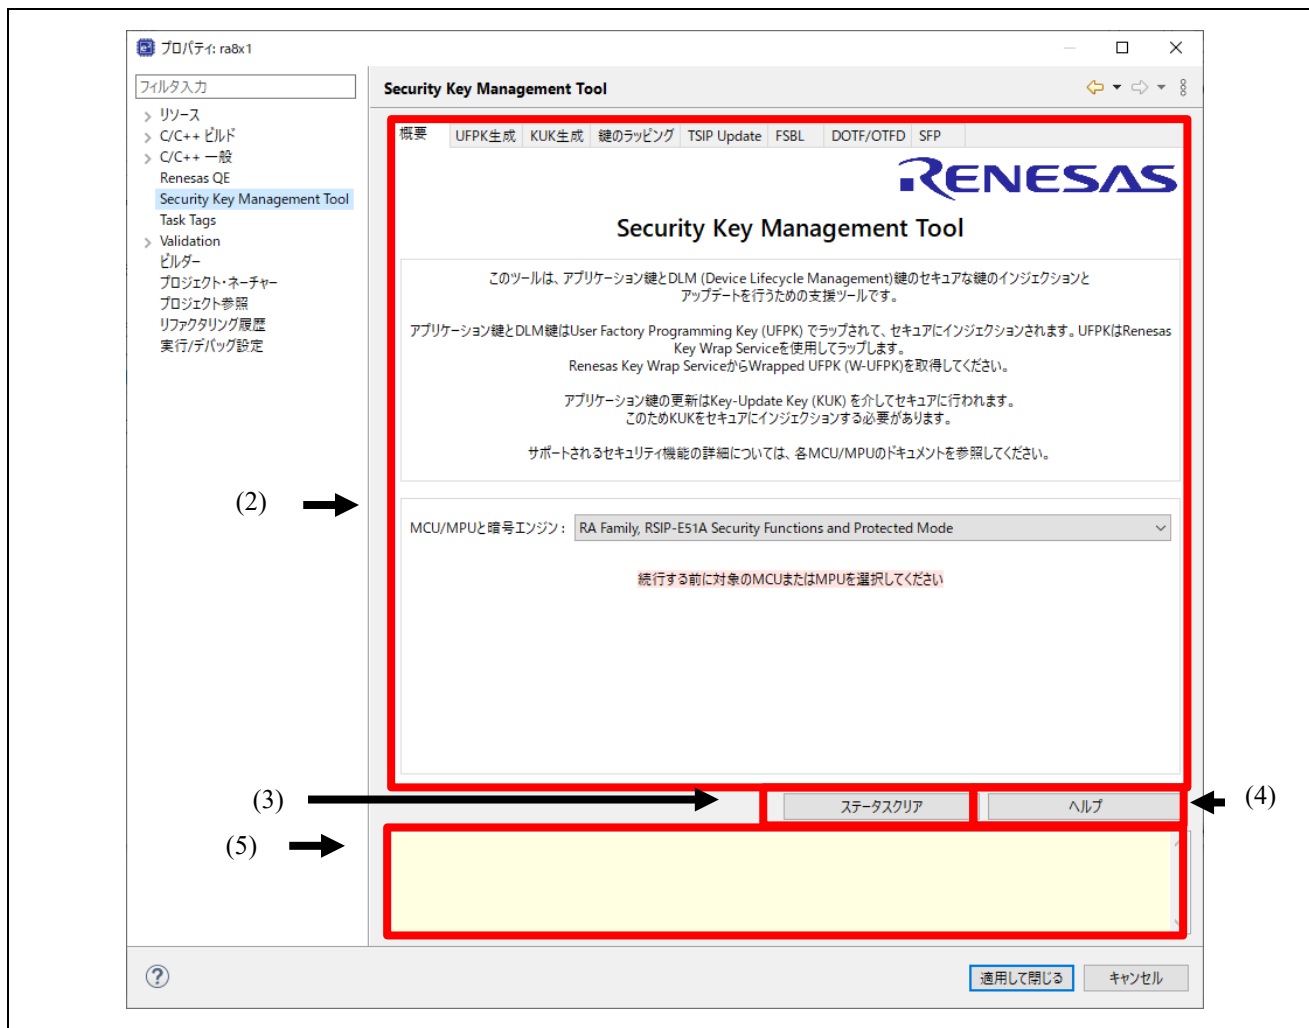 プロパティ: ra8x1
フィルタ入力
Security Key Management Tool
リソース
C/C++ ビルド
C/C++ 一般
Renesas QE
Security Key Management Tool
Task Tags
Validation
ビルダー
プロジェクト・ネーチャー
プロジェクト参照
リファクタリング履歴
実行/デバッグ設定
概要 UFPK生成 KUK生成 鍵のラッピング TSIP Update FSBL DOTF/OTFD SFP
RENESAS
Security Key Management Tool
このツールは、アプリケーション鍵とDLM (Device Lifecycle Management)鍵のセキュアな鍵のインジェクションと
アップデートを行うための支援ツールです。
アプリケーション鍵とDLM鍵はUser Factory Programming Key (UFPK) でラップされて、セキュアにインジェクションされます。UFPKはRenesas
Key Wrap Serviceを使用してラップします。
Renesas Key Wrap ServiceからWrapped UFPK (W-UFPK)を取得してください。
アプリケーション鍵の更新はKey-Update Key (KUK) を介してセキュアに行われます。
このためKUKをセキュアにインジェクションする必要があります。
サポートされるセキュリティ機能の詳細については、各MCU/MPUのドキュメントを参照してください。
(2)
MCU/MPUと暗号エンジン : RA Family, RSIP-E51A Security Functions and Protected Mode
続行する前に対象のMCUまたはMPUを選択してください
(3)
ステータスクリア
ヘルプ
(4)
(5)
適用して閉じる
キャンセル